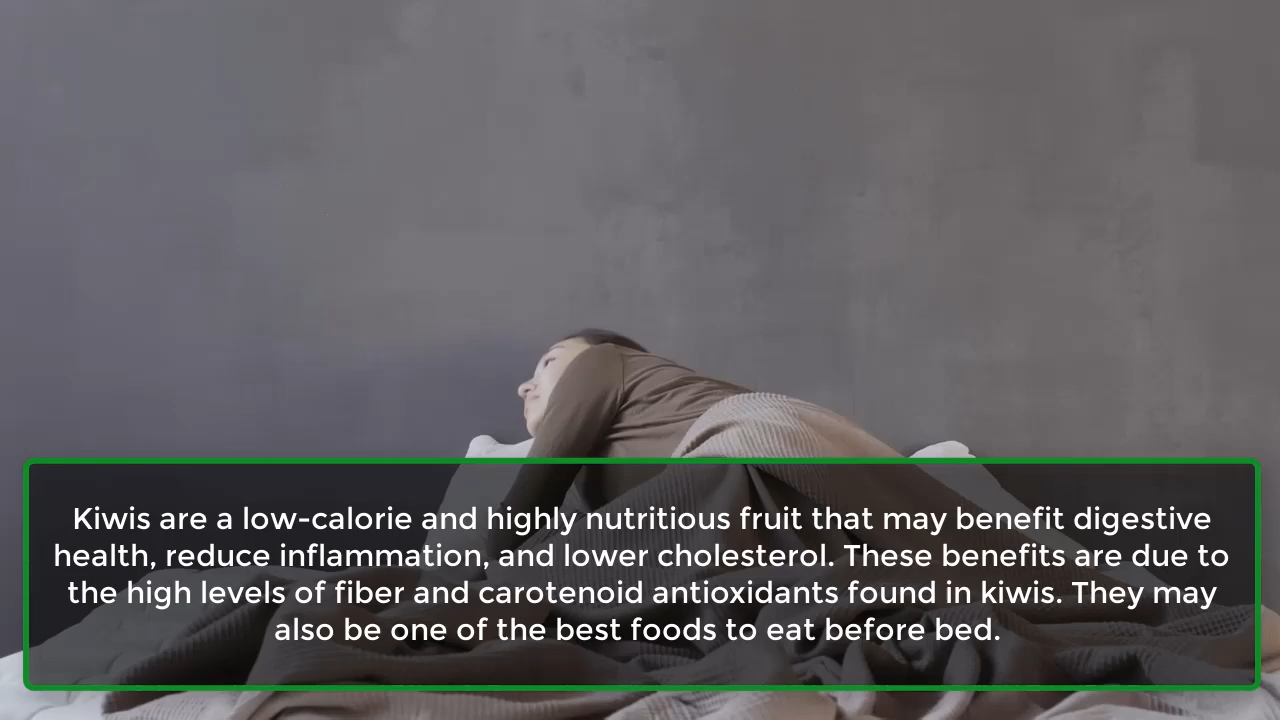 Kiwis are a low-calorie and highly nutritious fruit that may benefit digestive
health, reduce inflammation, and lower cholesterol. These benefits are due to
the high levels of fiber and carotenoid antioxidants found in kiwis. They may
also be one of the best foods to eat before bed.